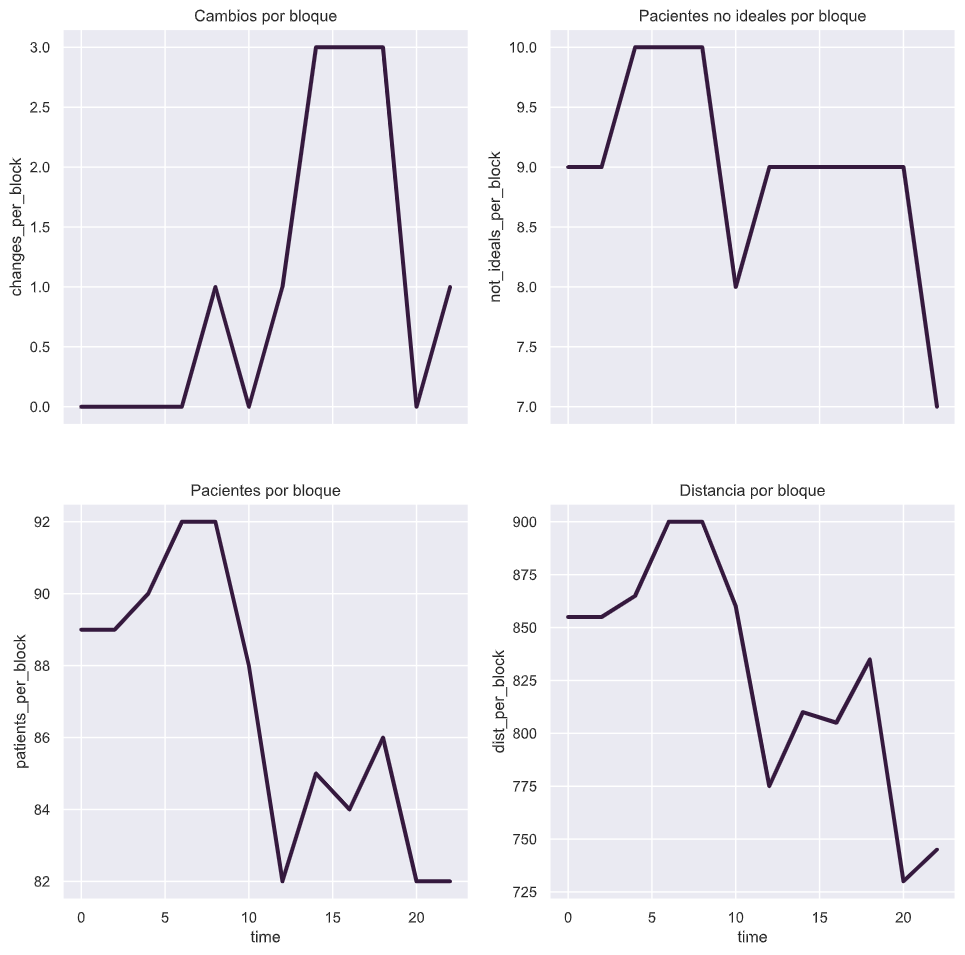 Cambios por bloque
changes_per_block
3.0
2.5
2.0
1.5
1.0
0.5
0.0
Pacientes no ideales por bloque
not_ideals_per_block
10.0
9.5
9.0
8.5
8.0
7.5
7.0
Pacientes por bloque
patients_per_block
92
90
88
86
84
82
0 5 10 15 20
time
Distancia por bloque
dist_per_block
900
875
850
825
800
775
750
725
0 5 10 15 20
time